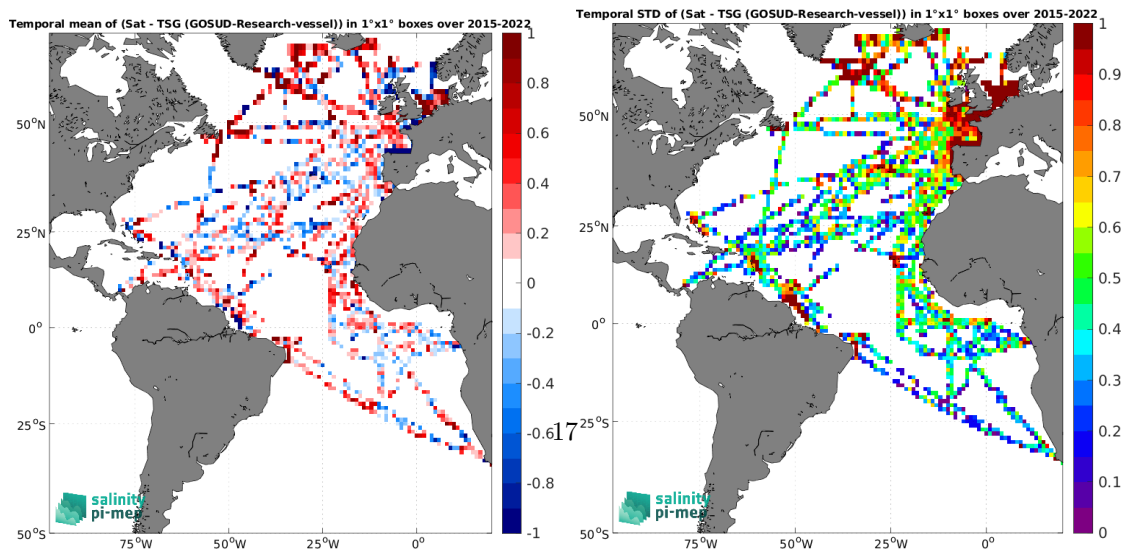 Temporal mean of (Sat - TSG (GOSUD-Research-vessel)) in 1°x1° boxes over 2015-2022
50°N
25°N
0°
25°S
50°S
75°W
50°W
25°W
0°
1
0.8
0.6
0.4
0.2
0
-0.2
-0.4
-0.6
-0.8
-1
salinity
pi-mep
17
Temporal STD of (Sat - TSG (GOSUD-Research-vessel)) in 1°x1° boxes over 2015-2022
50°N
25°N
0°
25°S
50°S
75°W
50°W
25°W
0°
1
0.9
0.8
0.7
0.6
0.5
0.4
0.3
0.2
0.1
0
salinity
pi-mep